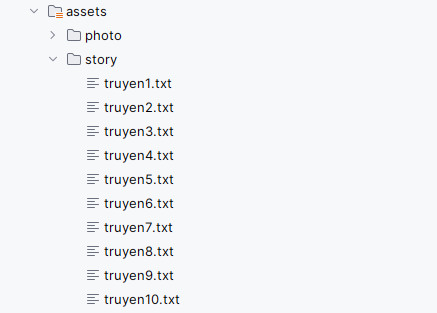 assets
photo
story
truyen1.txt
truyen2.txt
truyen3.txt
truyen4.txt
truyen5.txt
truyen6.txt
truyen7.txt
truyen8.txt
truyen9.txt
truyen10.txt